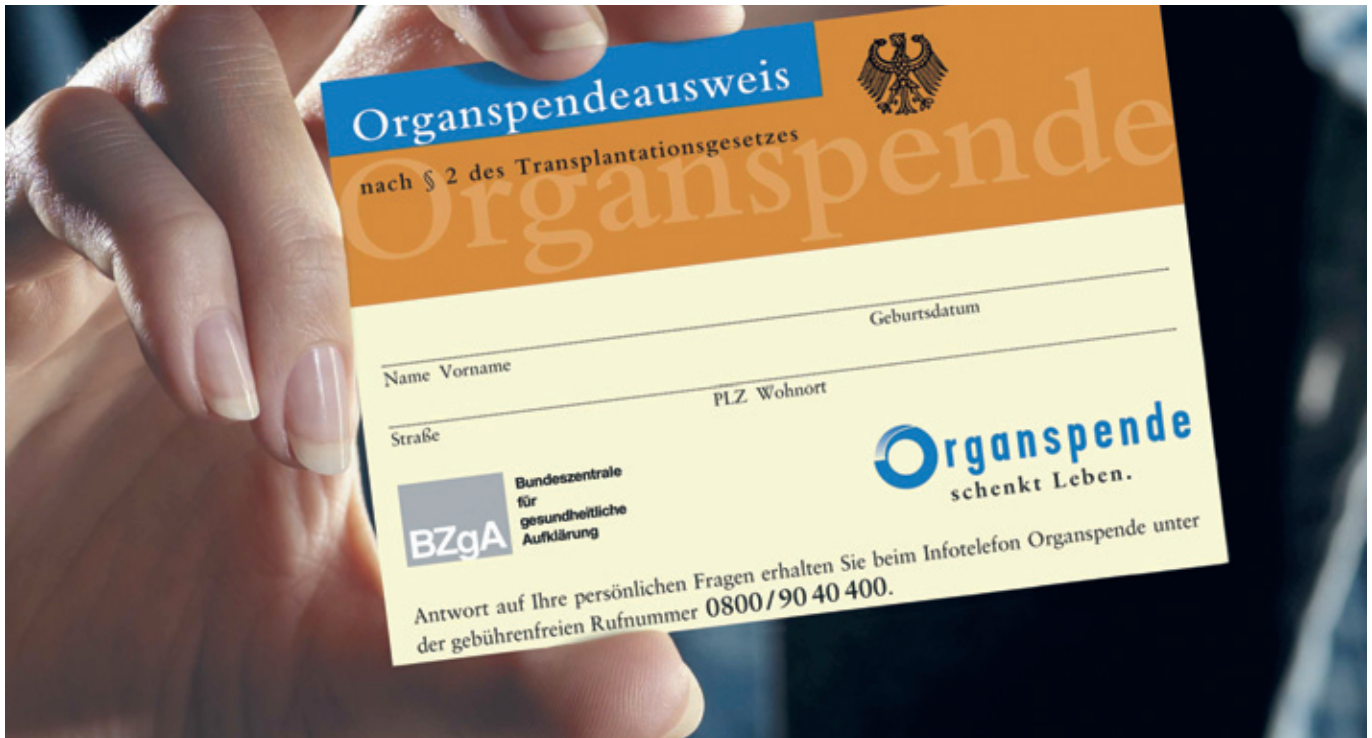 Organspendeausweis
nach § 2 des Transplantationsgesetzes
Organspende
Geburtsdatum
Name Vorname
PLZ Wohnort
Straße
BZgA
Bundeszentrale
für
gesundheitliche
Aufklärung
Organspende
schenkt Leben.
Antwort auf Ihre persönlichen Fragen erhalten Sie beim Infotelefon Organspende unter
der gebührenfreien Rufnummer 0800/90 40 400.